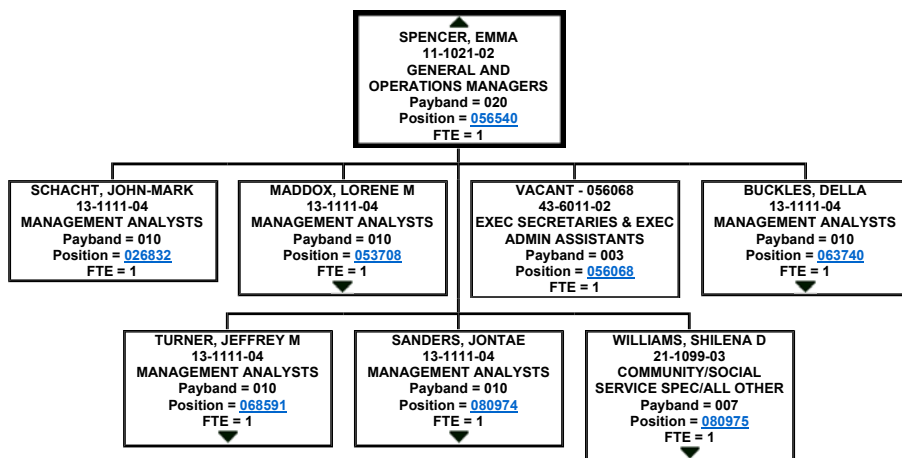 SPENCER, EMMA
11-1021-02
GENERAL AND
OPERATIONS MANAGERS
Payband = 020
Position = 056540
FTE = 1
SCHACHT, JOHN-MARK
13-1111-04
MANAGEMENT ANALYSTS
Payband = 010
Position = 026832
FTE = 1
MADDOX, LORENE M
13-1111-04
MANAGEMENT ANALYSTS
Payband = 010
Position = 053708
FTE = 1
VACANT - 056068
43-6011-02
EXEC SECRETARIES & EXEC
ADMIN ASSISTANTS
Payband = 003
Position = 056068
FTE = 1
BUCKLES, DELLA
13-1111-04
MANAGEMENT ANALYSTS
Payband = 010
Position = 063740
FTE = 1
TURNER, JEFFREY M
13-1111-04
MANAGEMENT ANALYSTS
Payband = 010
Position = 068591
FTE = 1
SANDERS, JONTAE
13-1111-04
MANAGEMENT ANALYSTS
Payband = 010
Position = 080974
FTE = 1
WILLIAMS, SHILENA D
21-1099-03
COMMUNITY/SOCIAL
SERVICE SPEC/ALL OTHER
Payband = 007
Position = 080975
FTE = 1